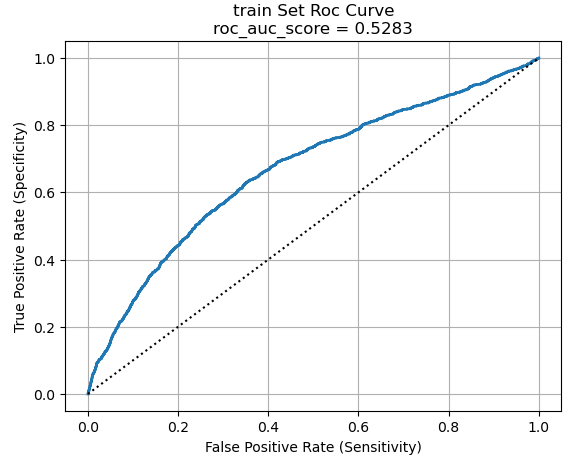 train Set Roc Curve
roc_auc_score = 0.5283
1.0
0.8
0.6
0.4
0.2
0.0
True Positive Rate (Specificity)
0.0 0.2 0.4 0.6 0.8 1.0
False Positive Rate (Sensitivity)